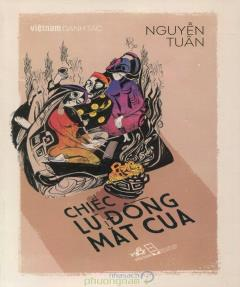 việtnam DANH TÁC
NGUYỄN
TUÂN
CHIẾC
LƯ ĐỒNG
MẮT CUA
nhasach
phuongnam